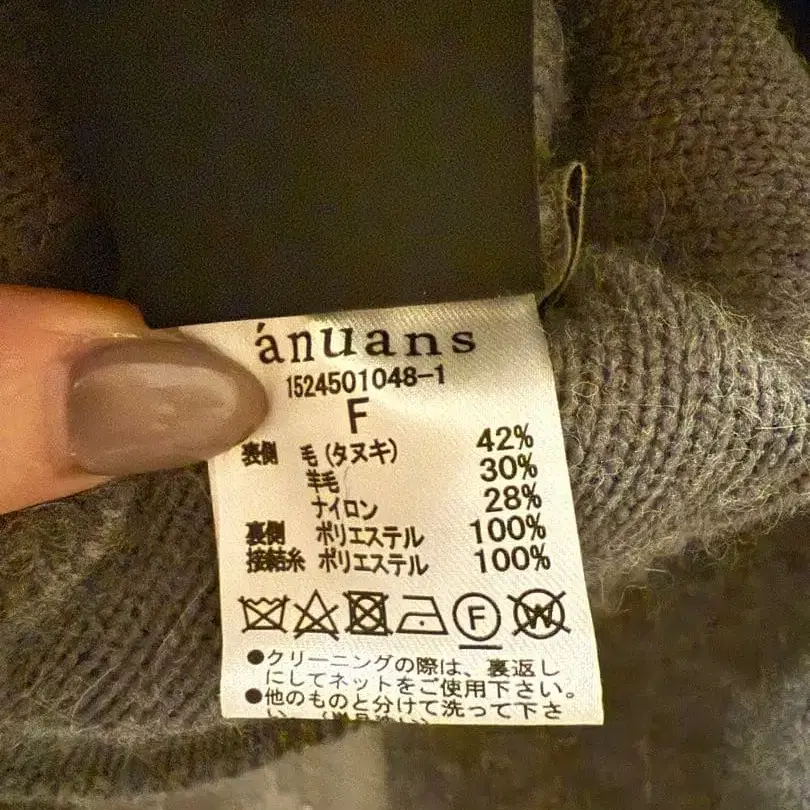 ánuans
1524501048-1
F
表側 毛(タヌキ) 42%
羊毛 30%
ナイロン 28%
裏側 ポリエステル 100%
接結糸 ポリエステル 100%
F W
●クリーニングの際は、裏返し
にしてネットをご使用下さい。
●他のものと分けて洗って下さ
い。